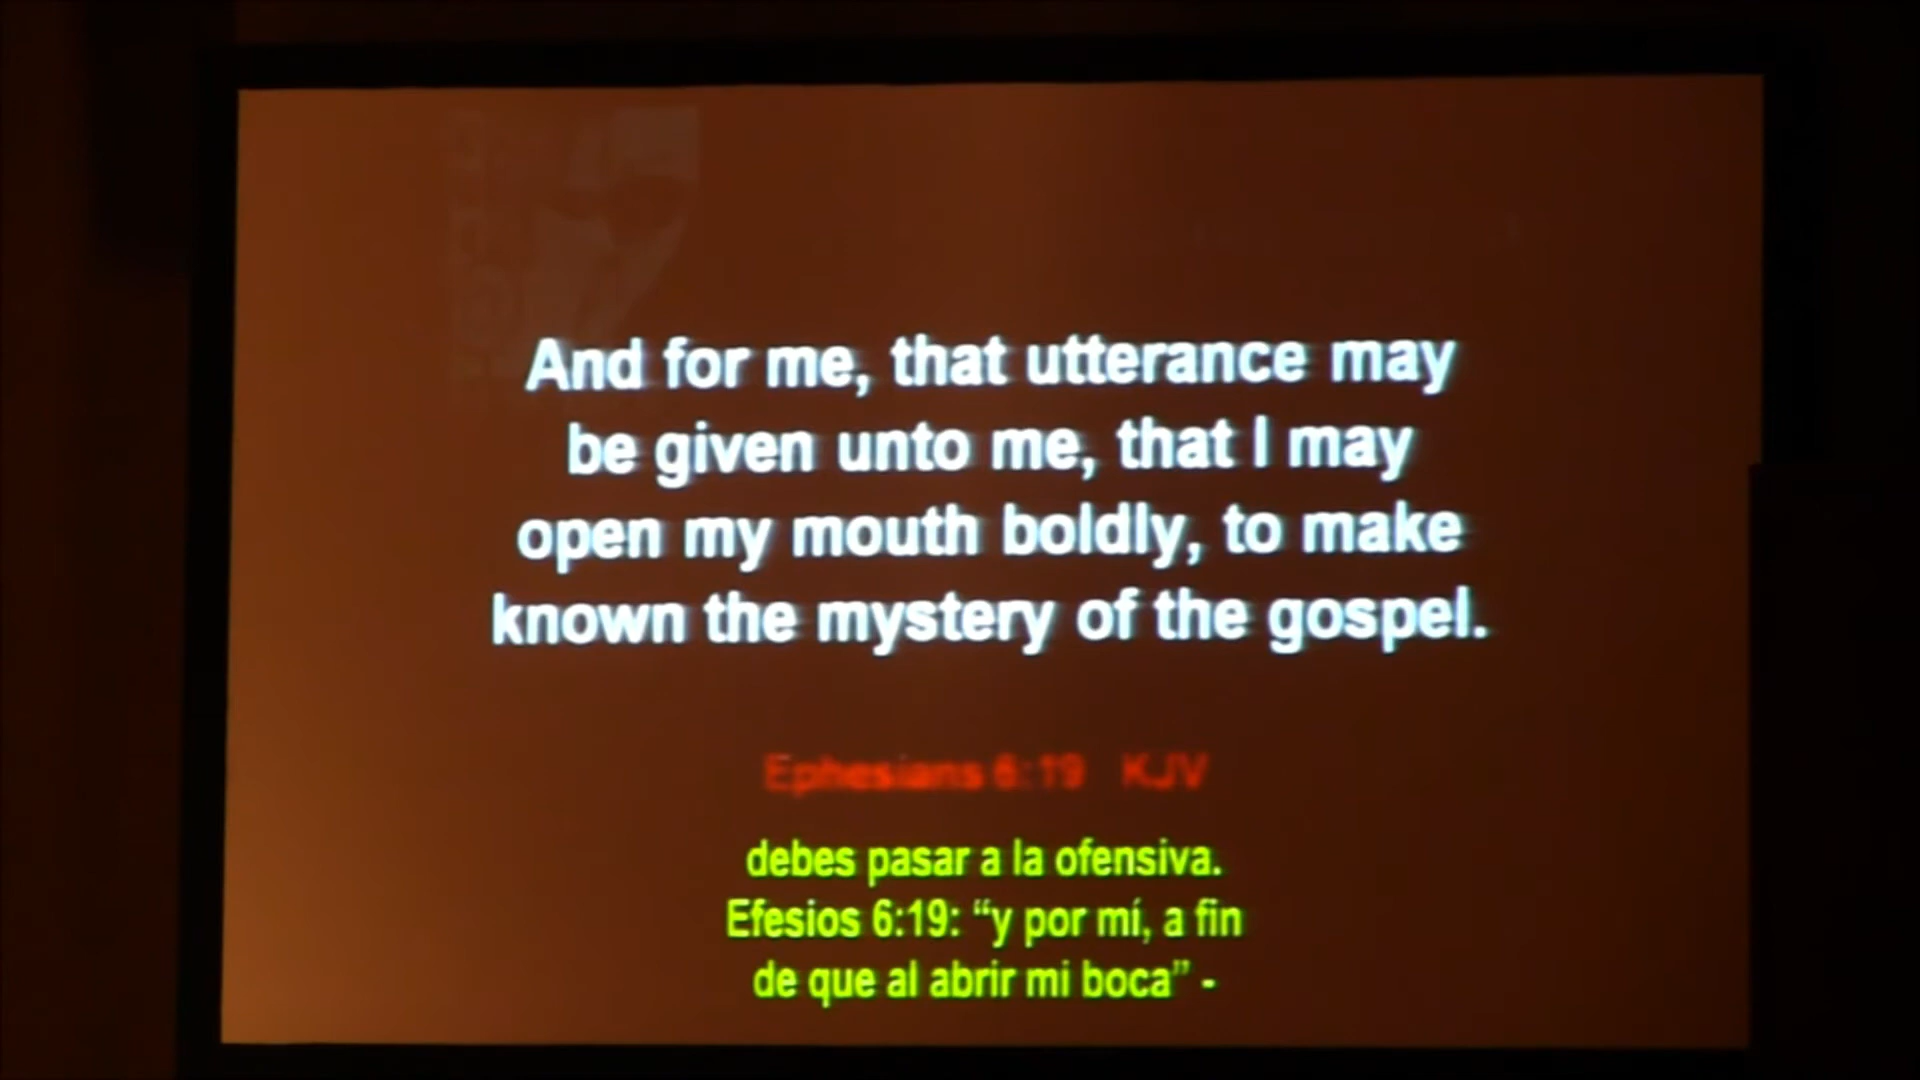 And for me, that utterance may
be given unto me, that I may
open my mouth boldly, to make
known the mystery of the gospel.
Ephesians 6:19 KJV
debes pasar a la ofensiva.
Efesios 6:19: “y por mí, a fin
de que al abrir mi boca” -